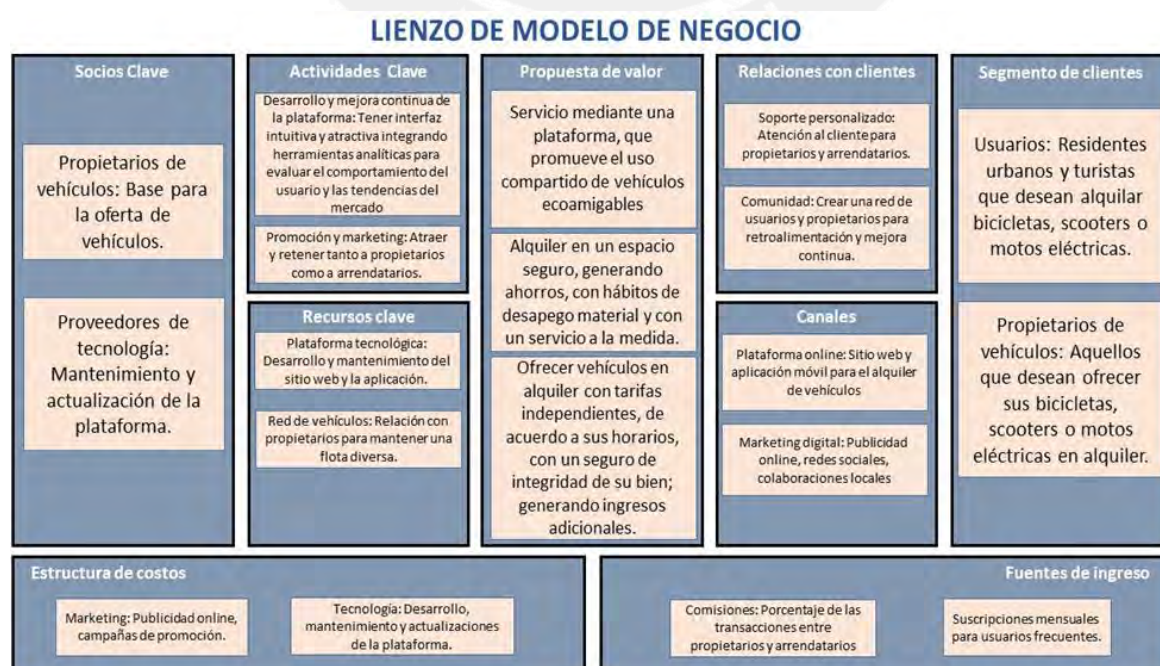 LIENZO DE MODELO DE NEGOCIO
Socios Clave
Propietarios de
vehículos: Base para
la oferta de
vehículos.
Proveedores de
tecnología:
Mantenimiento y
actualización de la
plataforma.
Actividades Clave
Desarrollo y mejora continua de
la plataforma: Tener interfaz
intuitiva y atractiva integrando
herramientas analíticas para
evaluar el comportamiento del
usuario y las tendencias del
mercado
Promoción y marketing: Atraer
y retener tanto a propietarios
como a arrendatarios.
Recursos clave
Plataforma tecnológica:
Desarrollo y mantenimiento del
sitio web y la aplicación.
Red de vehículos: Relación con
propietarios para mantener una
flota diversa.
Propuesta de valor
Servicio mediante una
plataforma, que
promueve el uso
compartido de vehículos
ecoamigables
Alquiler en un espacio
seguro, generando
ahorros, con hábitos de
desapego material y con
un servicio a la medida.
Ofrecer vehículos en
alquiler con tarifas
independientes, de
acuerdo a sus horarios,
con un seguro de
integridad de su bien;
generando ingresos
adicionales.
Relaciones con clientes
Soporte personalizado:
Atención al cliente para
propietarios y arrendatarios.
Comunidad: Crear una red de
usuarios y propietarios para
retroalimentación y mejora
continua.
Canales
Plataforma online: Sitio web y
aplicación móvil para el alquiler
de vehículos
Marketing digital: Publicidad
online, redes sociales,
colaboraciones locales
Segmento de clientes
Usuarios: Residentes
urbanos y turistas
que desean alquilar
bicicletas, scooters o
motos eléctricas.
Propietarios de
vehículos: Aquellos
que desean ofrecer
sus bicicletas,
scooters o motos
eléctricas en alquiler.
Estructura de costos
Marketing: Publicidad online,
campañas de promoción.
Tecnología: Desarrollo,
mantenimiento y actualizaciones
de la plataforma.
Fuentes de ingreso
Comisiones: Porcentaje de las
transacciones entre
propietarios y arrendatarios
Suscripciones mensuales
para usuarios frecuentes.